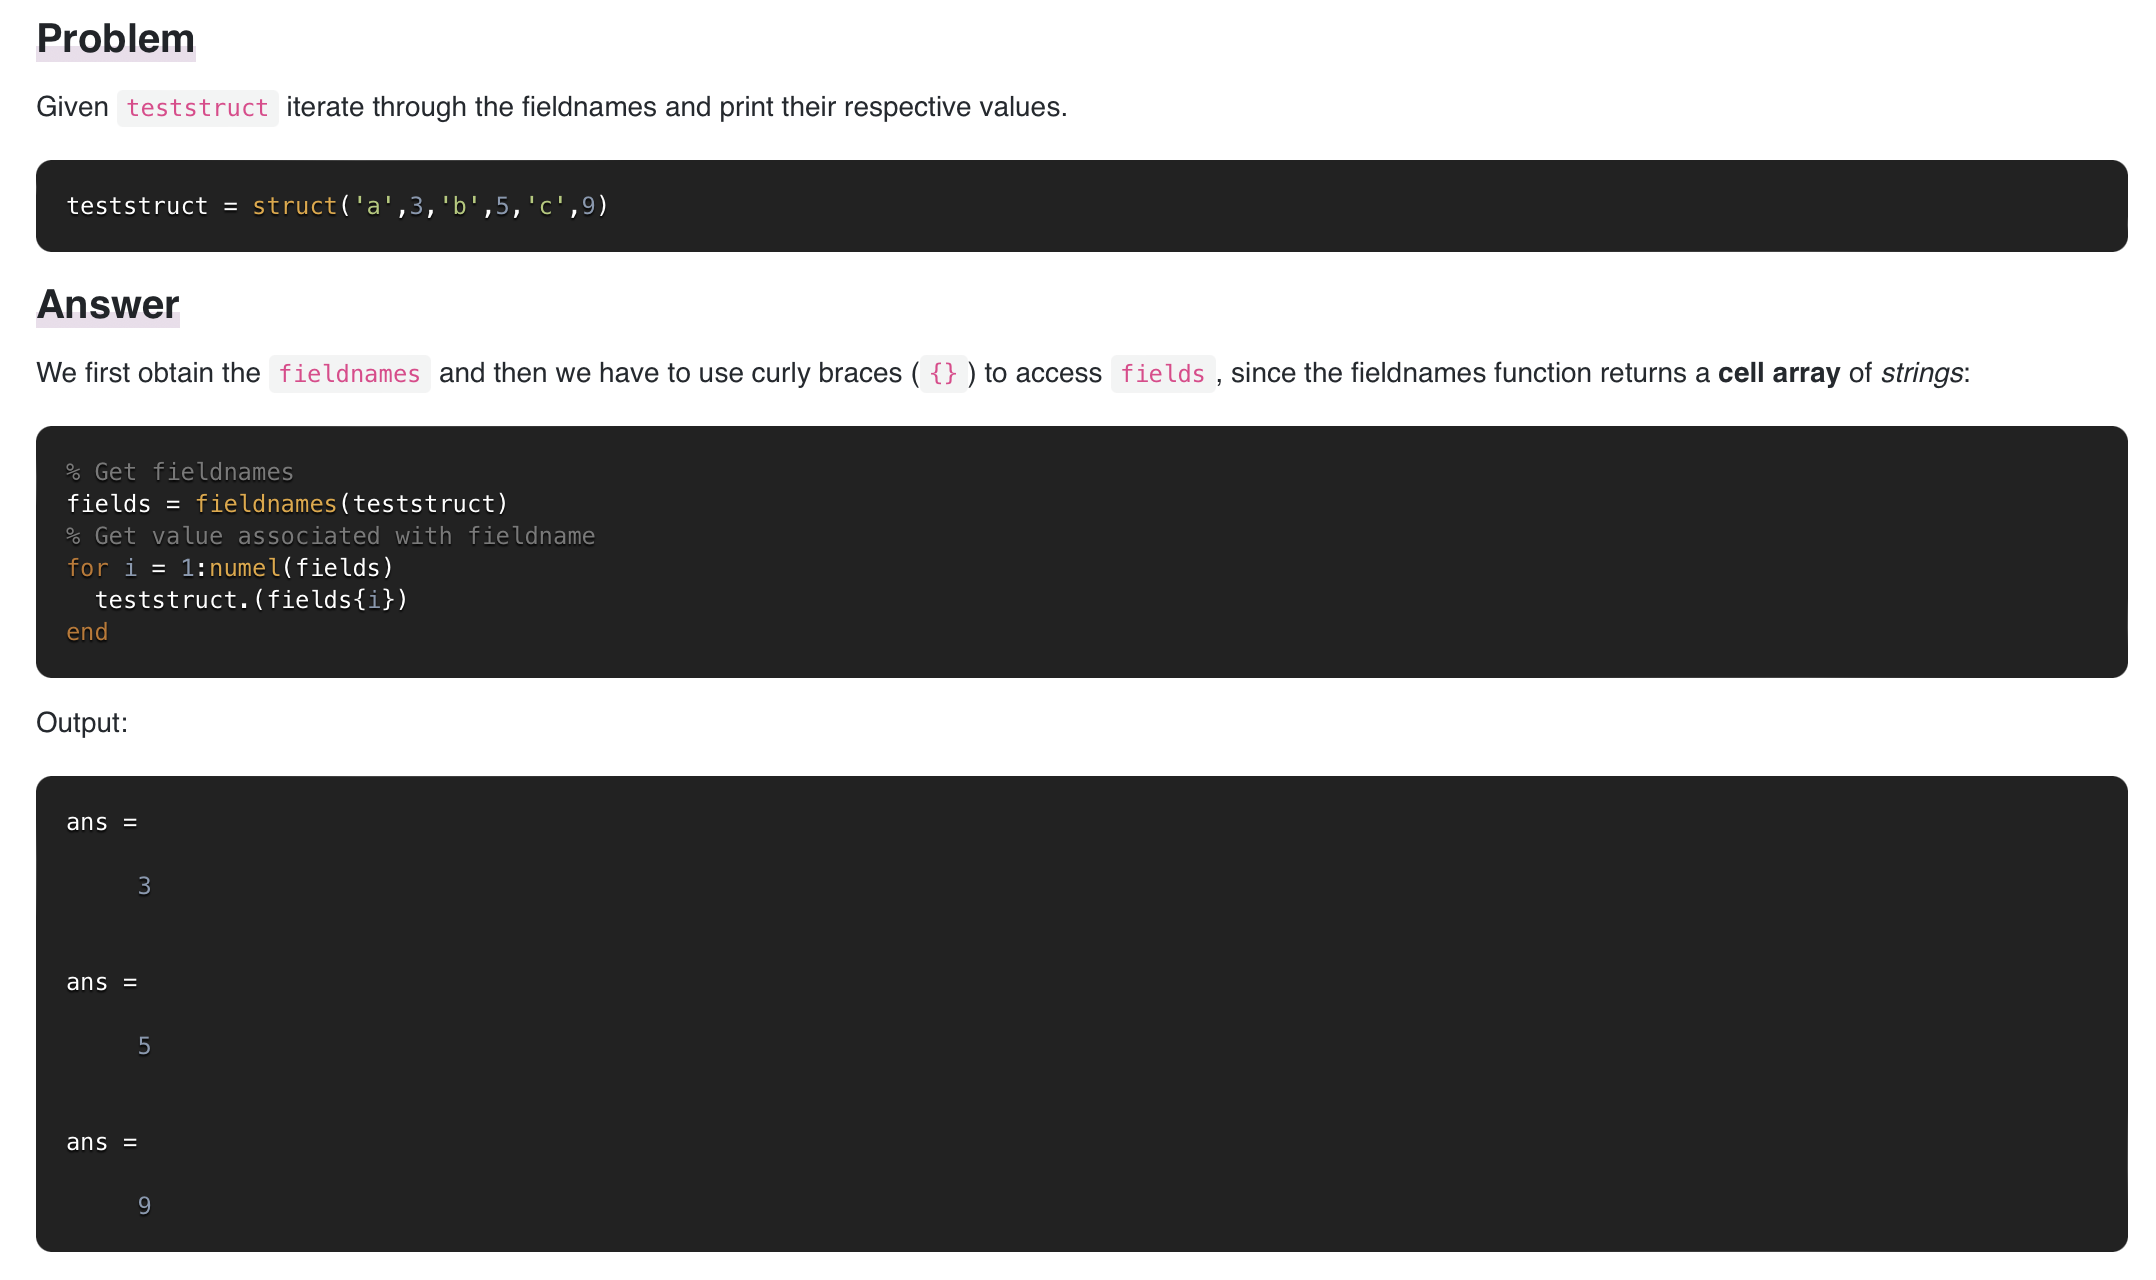 Problem
Given teststruct iterate through the fieldnames and print their respective values.
teststruct = struct('a',3,'b',5,'c',9)
Answer
We first obtain the fieldnames and then we have to use curly braces ( {} ) to access fields , since the fieldnames function returns a cell array of strings:
% Get fieldnames
fields = fieldnames(teststruct)
% Get value associated with fieldname
for i = 1:numel(fields)
  teststruct.(fields{i})
end
Output:
ans =
     3
ans =
     5
ans =
     9